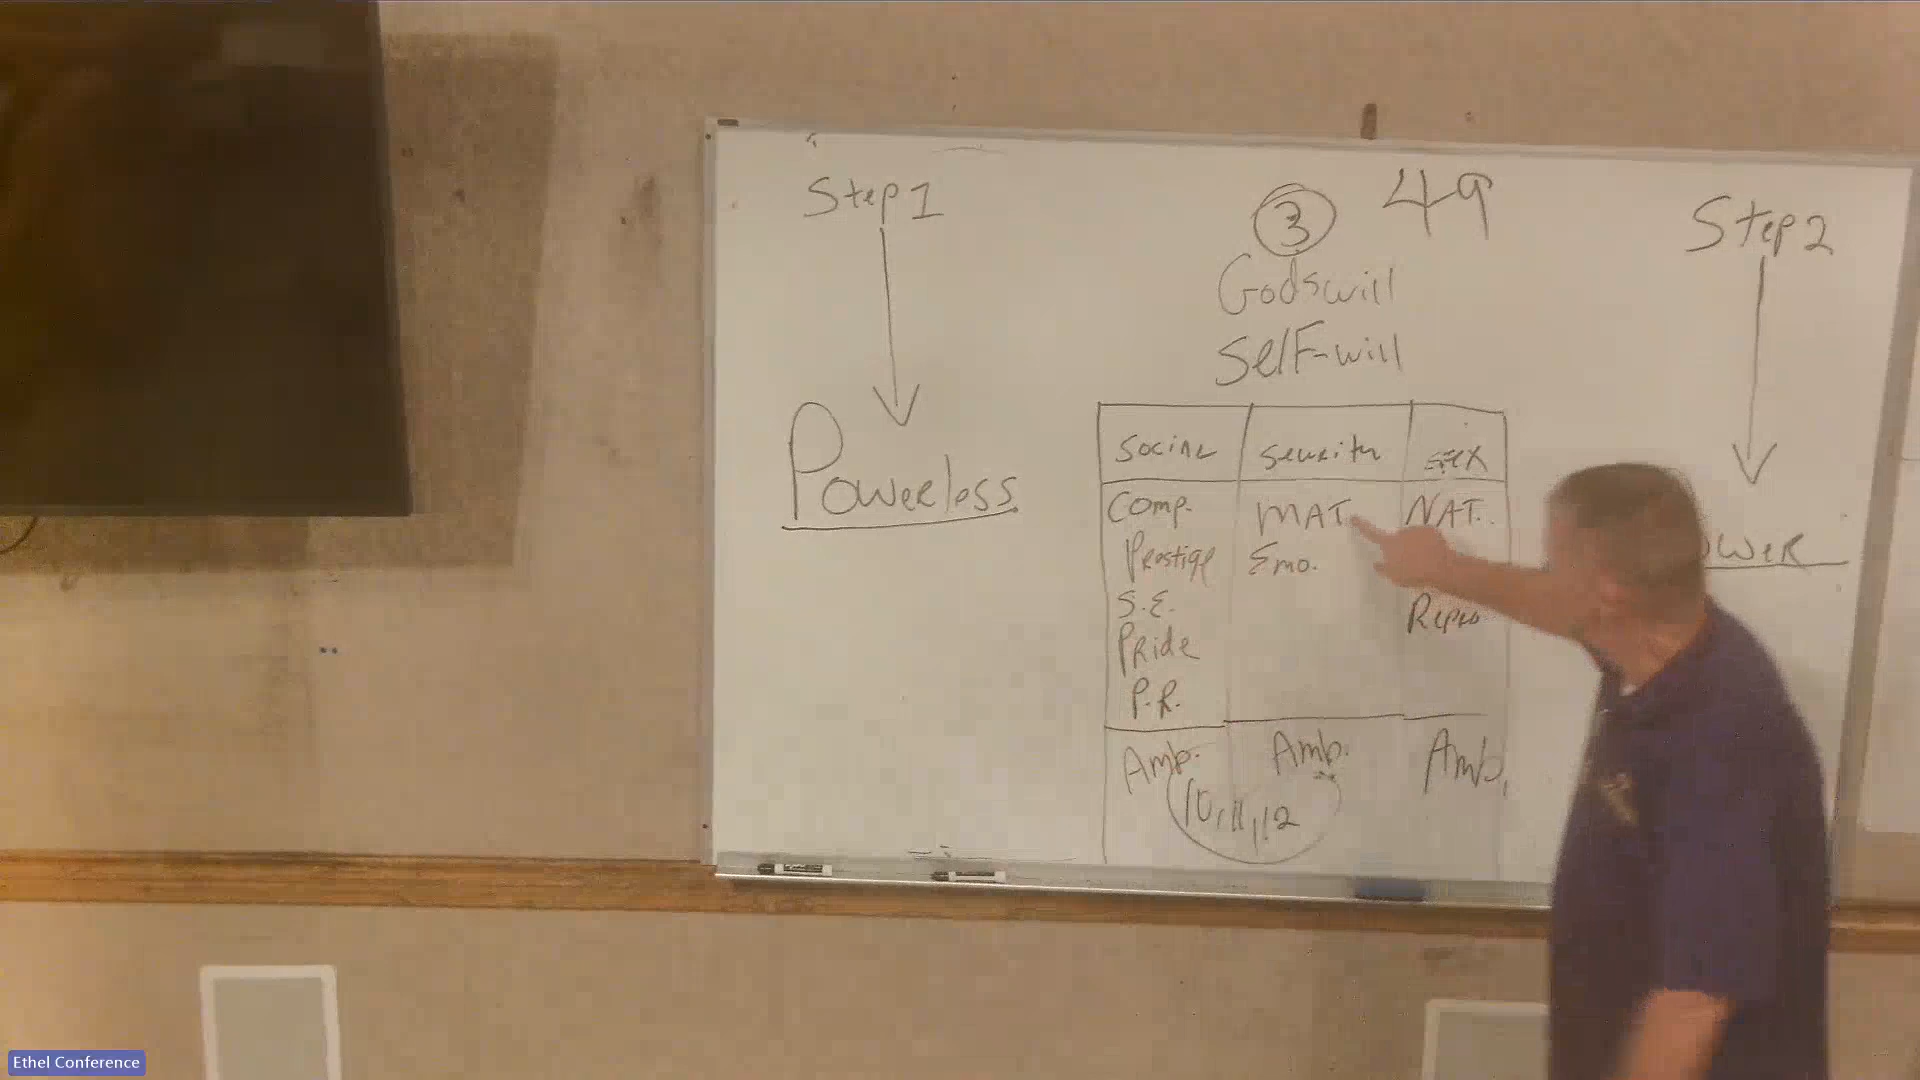 Step 1
③ 49
Step 2
Godswill
Self-will
Powerless
Social Security Sex
Comp. MAT. NAT.
Prestige Emo.
S.E. Repro
Pride
P.R.
Amb. Amb. Amb.
10, 11, 12
Ethel Conference